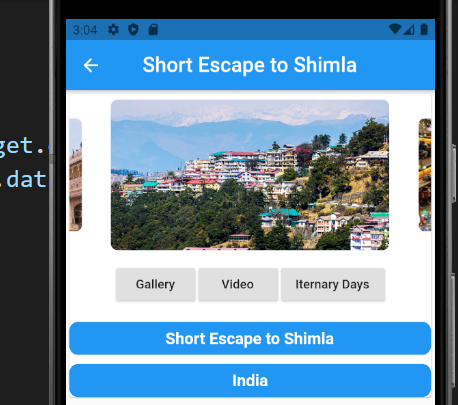 3:04
Short Escape to Shimla
get.
.dat
Gallery Video Iternary Days
Short Escape to Shimla
India